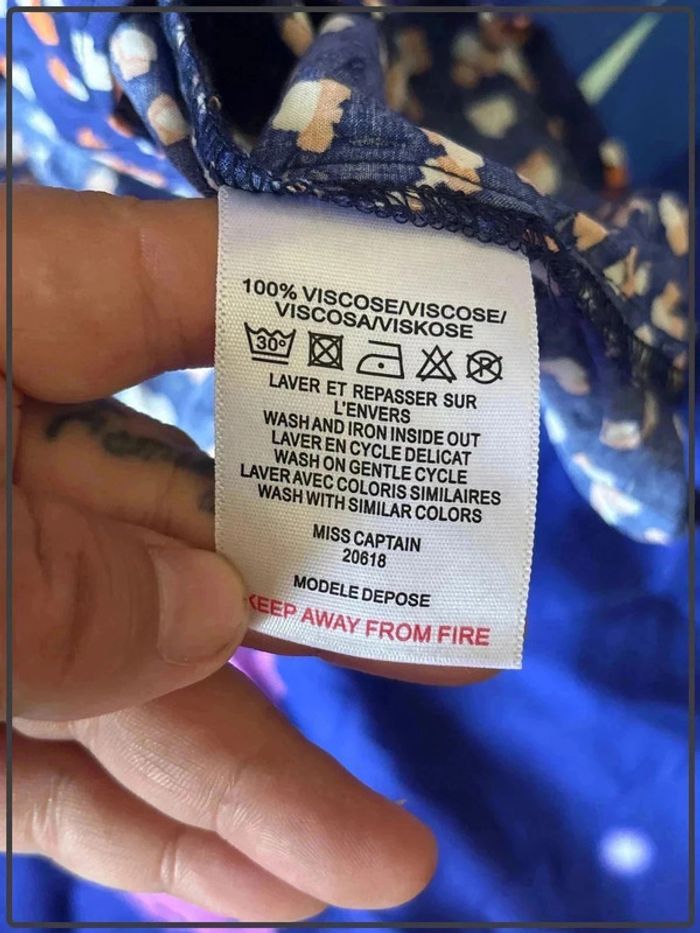 100% VISCOSE/VISCOSE/
VISCOSA/VISKOSE
30°
P
LAVER ET REPASSER SUR
L'ENVERS
WASH AND IRON INSIDE OUT
LAVER EN CYCLE DELICAT
WASH ON GENTLE CYCLE
LAVER AVEC COLORIS SIMILAIRES
WASH WITH SIMILAR COLORS
MISS CAPTAIN
20618
MODELE DEPOSE
KEEP AWAY FROM FIRE